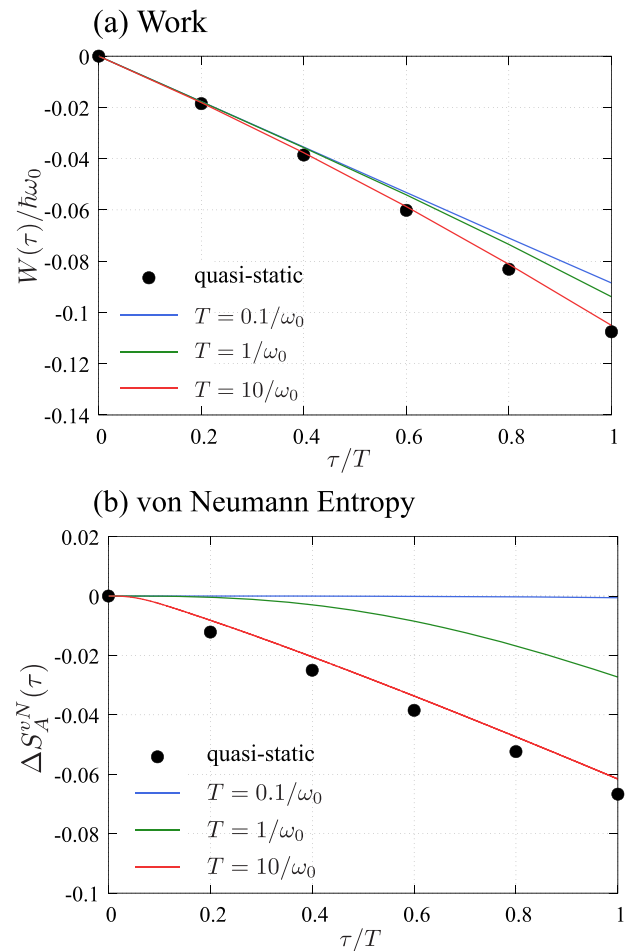 (a) Work
0
-0.02
-0.04
-0.06
-0.08
-0.1
-0.12
-0.14
W(τ)/ħω₀
quasi-static
T = 0.1/ω₀
T = 1/ω₀
T = 10/ω₀
0 0.2 0.4 0.6 0.8 1
τ/T
(b) von Neumann Entropy
0.02
0
-0.02
-0.04
-0.06
-0.08
-0.1
ΔS_A^{vN}(τ)
quasi-static
T = 0.1/ω₀
T = 1/ω₀
T = 10/ω₀
0 0.2 0.4 0.6 0.8 1
τ/T